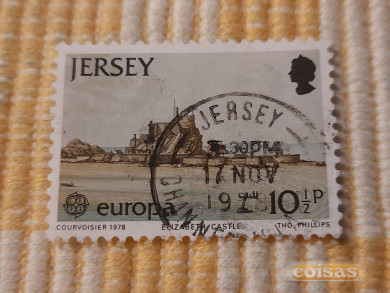 JERSEY
JERSEY
30PM
17 NOV
europa
10½P
COURVOISIER 1978
ELIZABETH CASTLE
THO. PHILLIPS
coisas